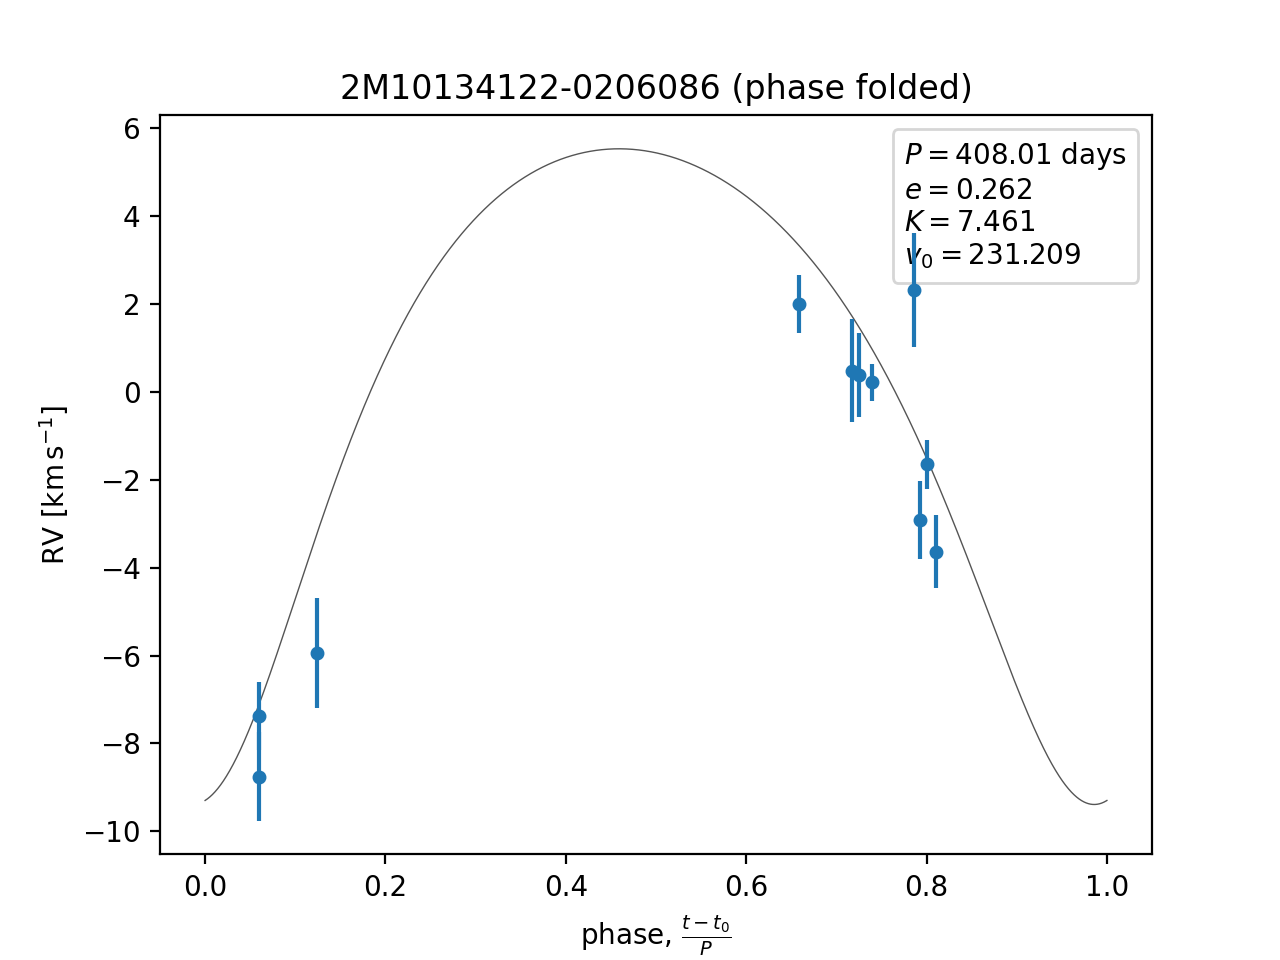 2M10134122-0206086 (phase folded)
P = 408.01 days
e = 0.262
K = 7.461
v₀ = 231.209
RV [km s⁻¹]
6
4
2
0
−2
−4
−6
−8
−10
0.0 0.2 0.4 0.6 0.8 1.0
phase, (t − t₀)/P